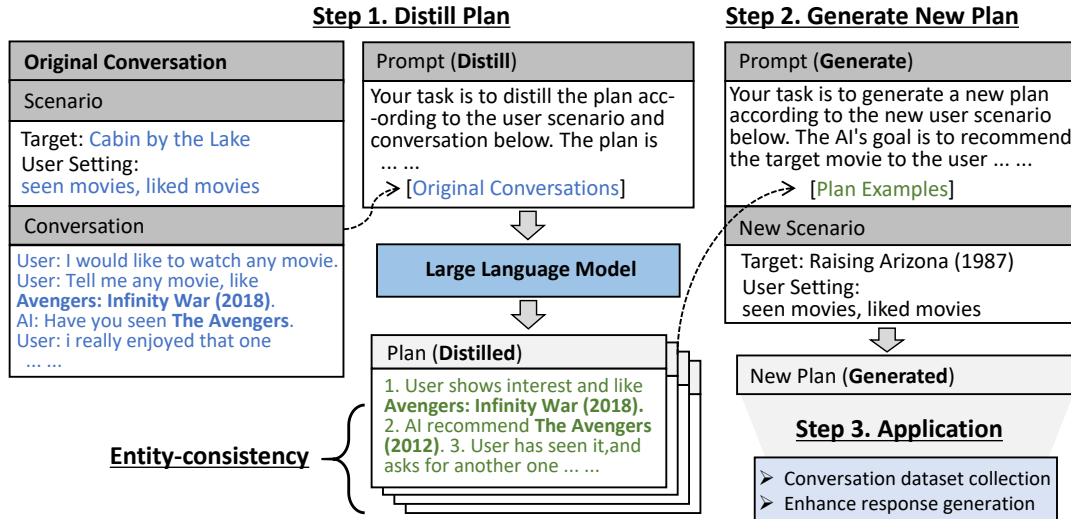 Step 1. Distill Plan
Original Conversation
Scenario
Target: Cabin by the Lake
User Setting:
seen movies, liked movies
Conversation
User: I would like to watch any movie.
User: Tell me any movie, like
Avengers: Infinity War (2018).
AI: Have you seen The Avengers.
User: i really enjoyed that one
... ...
Prompt (Distill)
Your task is to distill the plan acc-
-ording to the user scenario and
conversation below. The plan is
... ...
[Original Conversations]
Large Language Model
Plan (Distilled)
1. User shows interest and like
Avengers: Infinity War (2018).
2. AI recommend The Avengers
(2012). 3. User has seen it,and
asks for another one ... ...
Entity-consistency
Step 2. Generate New Plan
Prompt (Generate)
Your task is to generate a new plan
according to the new user scenario
below. The AI's goal is to recommend
the target movie to the user ... ...
[Plan Examples]
New Scenario
Target: Raising Arizona (1987)
User Setting:
seen movies, liked movies
New Plan (Generated)
Step 3. Application
➢ Conversation dataset collection
➢ Enhance response generation